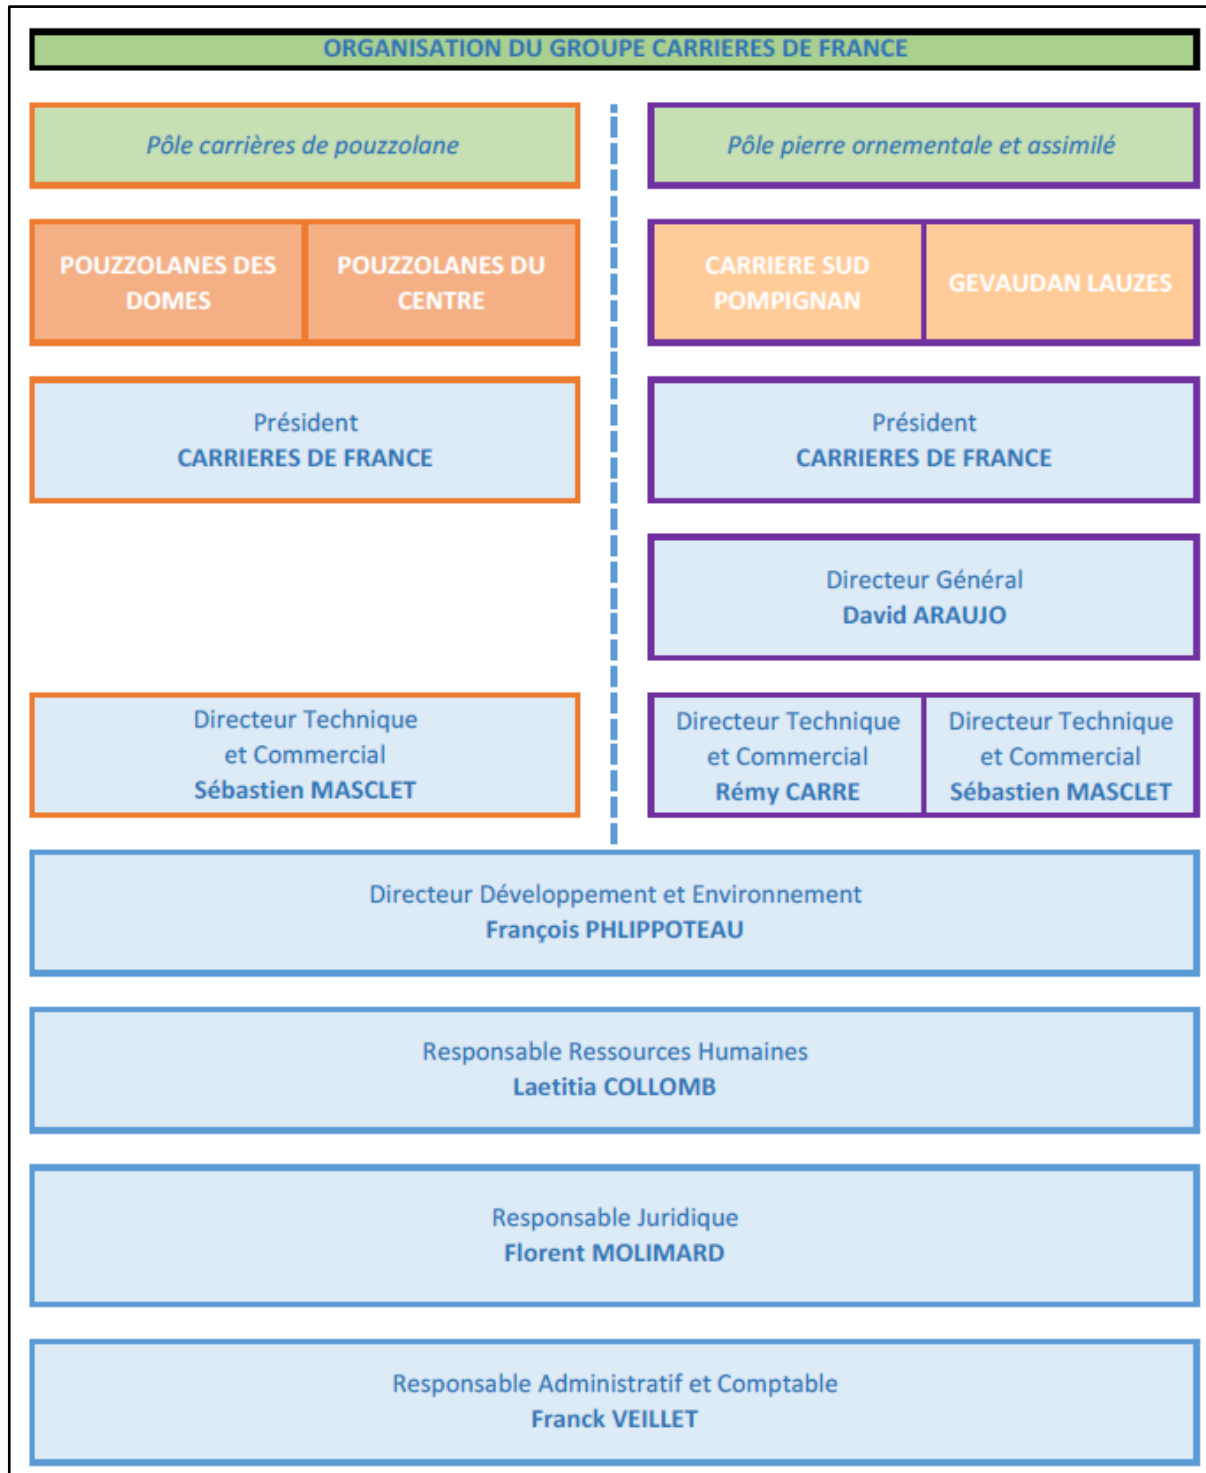 ORGANISATION DU GROUPE CARRIERES DE FRANCE
Pôle carrières de pouzzolane
Pôle pierre ornementale et assimilé
POUZZOLANES DES
DOMES
POUZZOLANES DU
CENTRE
CARRIERE SUD
POMPIGNAN
GEVAUDAN LAUZES
Président
CARRIERES DE FRANCE
Président
CARRIERES DE FRANCE
Directeur Général
David ARAUJO
Directeur Technique
et Commercial
Sébastien MASCLET
Directeur Technique
et Commercial
Rémy CARRE
Directeur Technique
et Commercial
Sébastien MASCLET
Directeur Développement et Environnement
François PHLIPPOTEAU
Responsable Ressources Humaines
Laetitia COLLOMB
Responsable Juridique
Florent MOLIMARD
Responsable Administratif et Comptable
Franck VEILLET